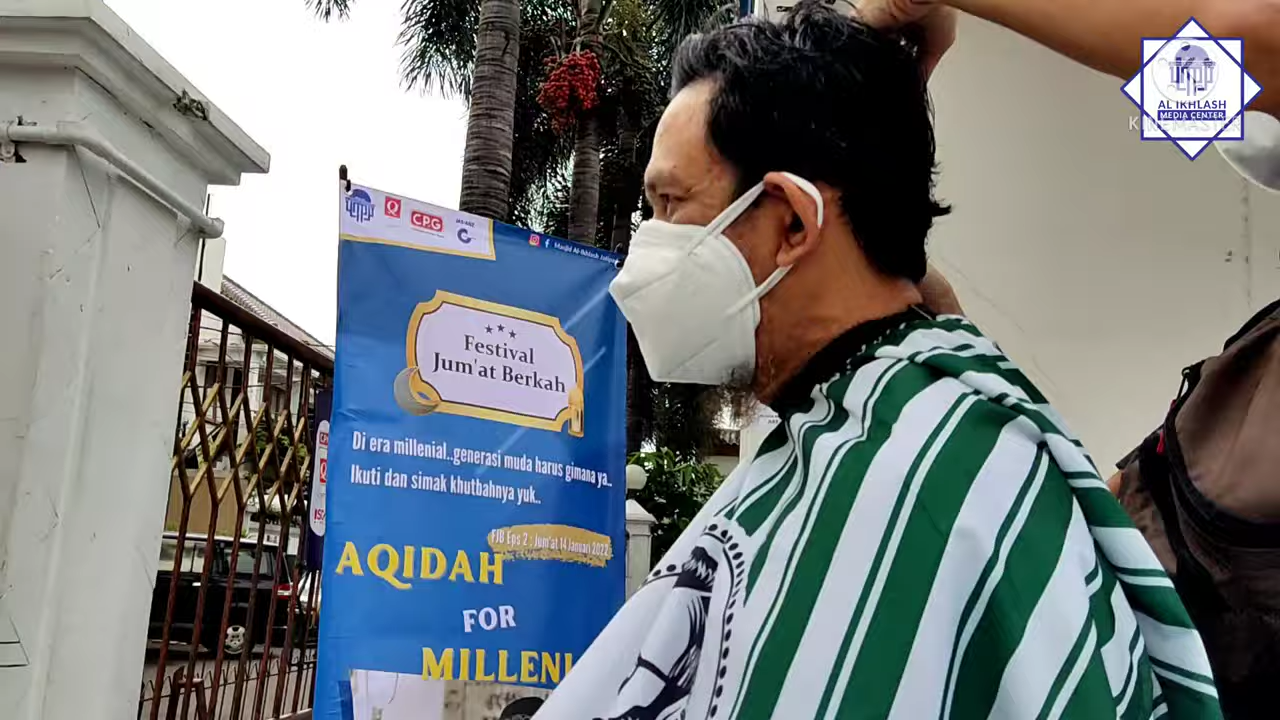 AL IKHLASH
MEDIA CENTER
Q
CPG
Masjid Al-Ikhlash
Festival
Jum'at Berkah
Di era millenial..generasi muda harus gimana ya..
Ikuti dan simak khutbahnya yuk..
FJB Eps 2 : Jum'at 14 Januari 2022
AQIDAH
FOR
MILLENI
CPG
Q